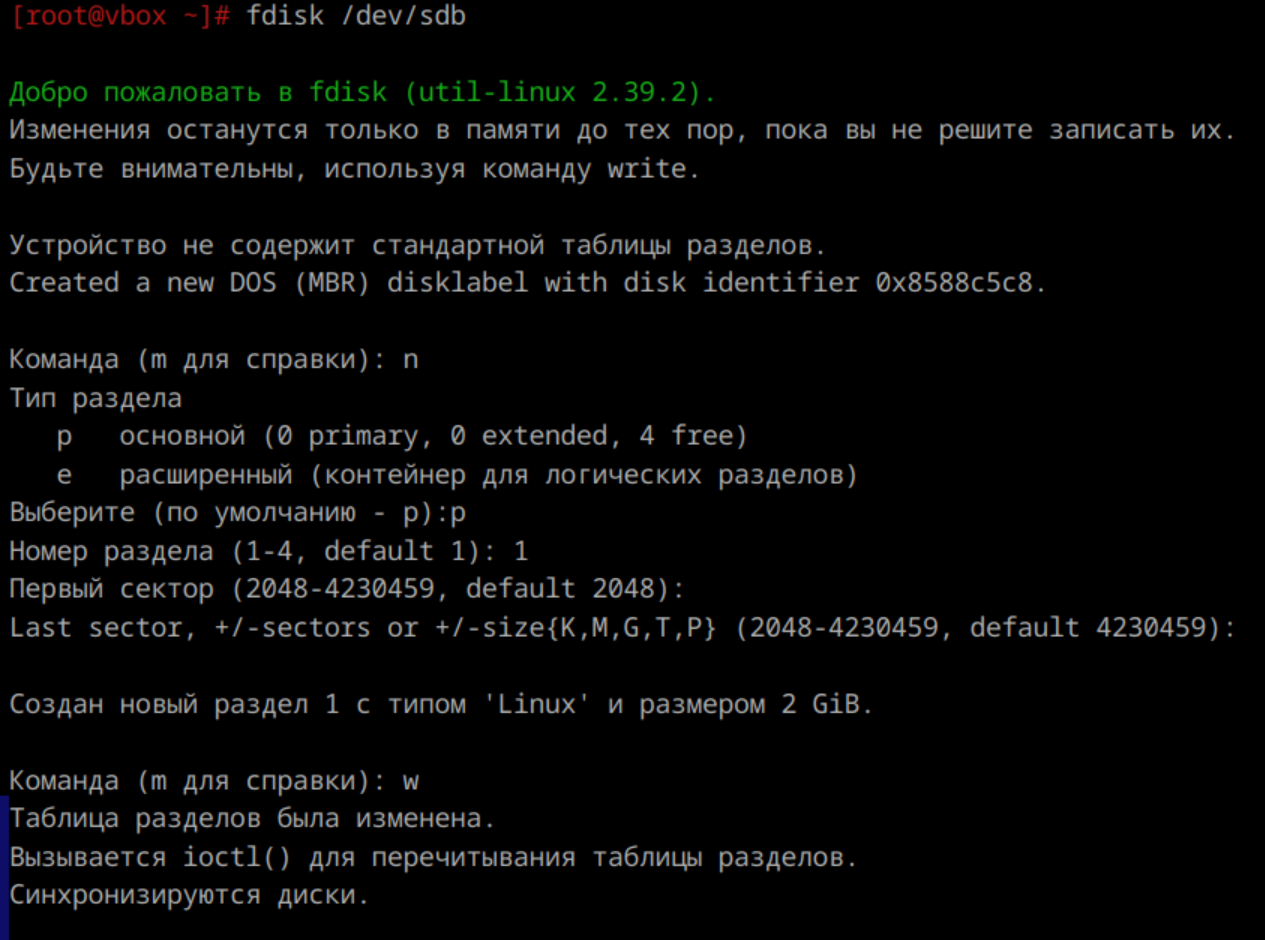 [root@vbox ~]# fdisk /dev/sdb
Добро пожаловать в fdisk (util-linux 2.39.2).
Изменения останутся только в памяти до тех пор, пока вы не решите записать их.
Будьте внимательны, используя команду write.
Устройство не содержит стандартной таблицы разделов.
Created a new DOS (MBR) disklabel with disk identifier 0x8588c5c8.
Команда (m для справки): n
Тип раздела
   p   основной (0 primary, 0 extended, 4 free)
   e   расширенный (контейнер для логических разделов)
Выберите (по умолчанию - p):p
Номер раздела (1-4, default 1): 1
Первый сектор (2048-4230459, default 2048):
Last sector, +/-sectors or +/-size{K,M,G,T,P} (2048-4230459, default 4230459):
Создан новый раздел 1 с типом 'Linux' и размером 2 GiB.
Команда (m для справки): w
Таблица разделов была изменена.
Вызывается ioctl() для перечитывания таблицы разделов.
Синхронизируются диски.